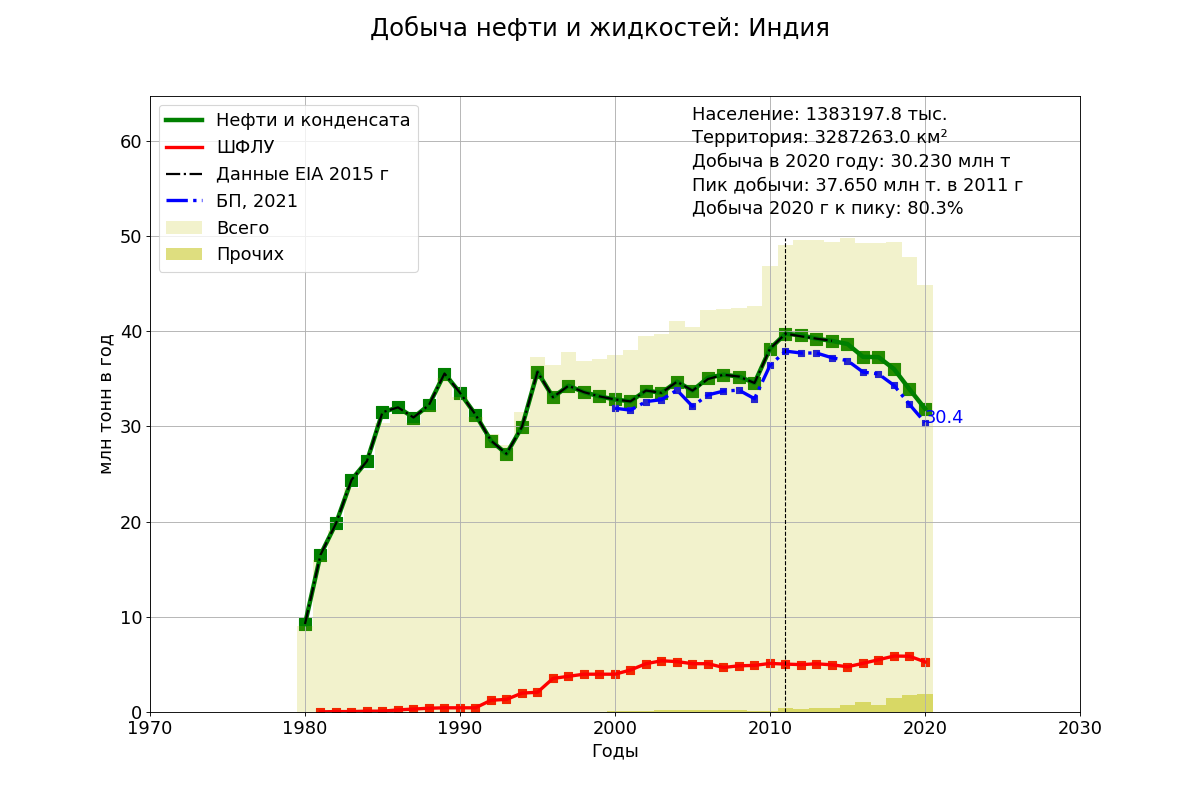 Добыча нефти и жидкостей: Индия
Нефти и конденсата
ШФЛУ
Данные EIA 2015 г
БП, 2021
Всего
Прочих
Население: 1383197.8 тыс.
Территория: 3287263.0 км²
Добыча в 2020 году: 30.230 млн т
Пик добычи: 37.650 млн т. в 2011 г
Добыча 2020 г к пику: 80.3%
60
50
40
30
20
10
0
млн тонн в год
30.4
1970
1980
1990
2000
2010
2020
2030
Годы